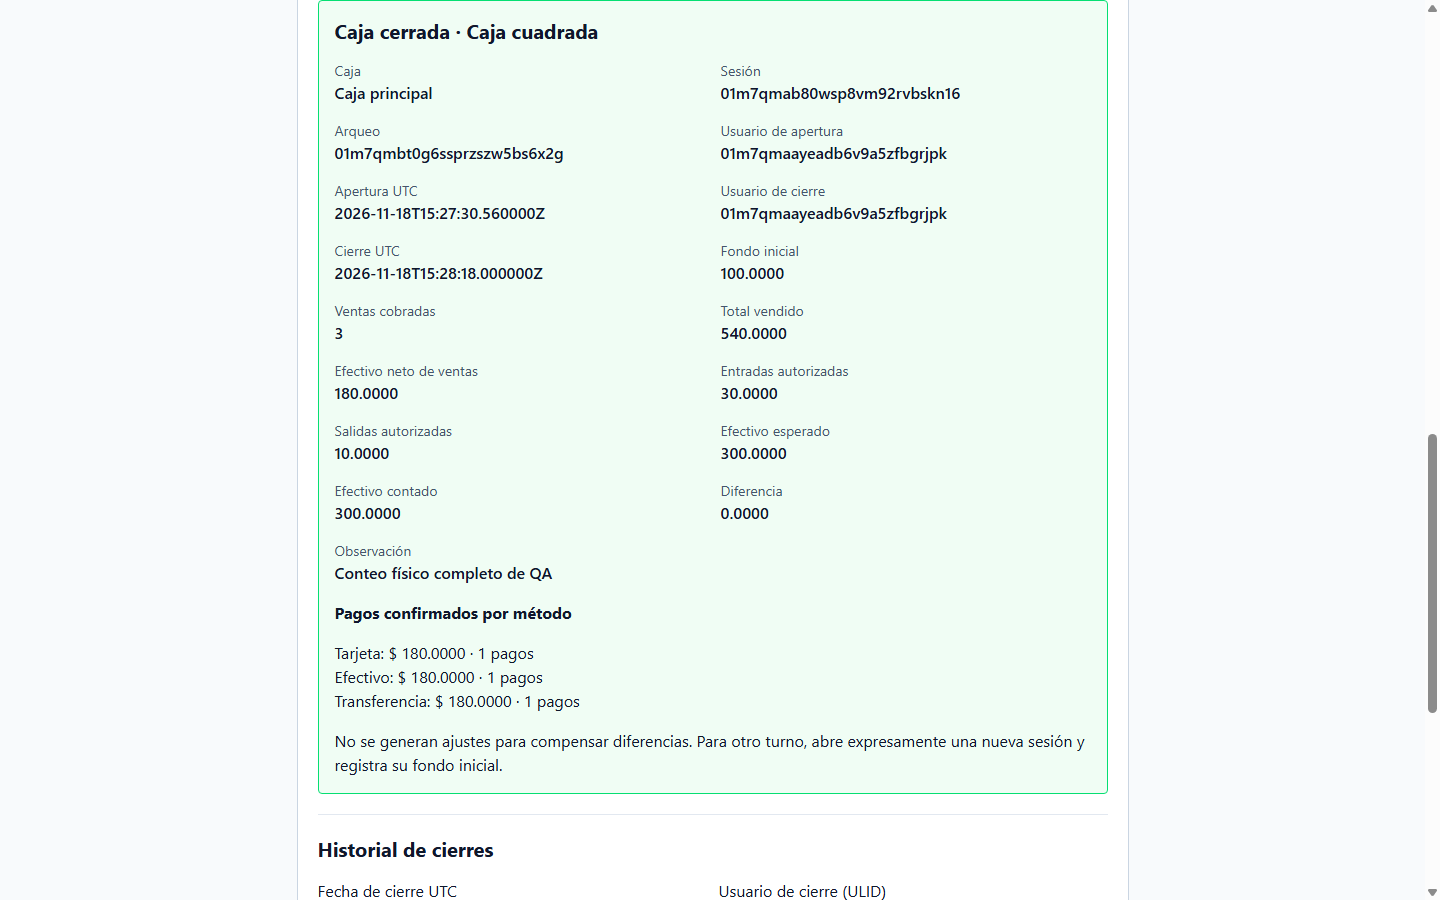 Caja cerrada · Caja cuadrada
Caja
Caja principal
Sesión
01m7qmab80wsp8vm92rvbskn16
Arqueo
01m7qmbt0g6ssprzszw5bs6x2g
Usuario de apertura
01m7qmaayeadb6v9a5zfbgrjpk
Apertura UTC
2026-11-18T15:27:30.560000Z
Usuario de cierre
01m7qmaayeadb6v9a5zfbgrjpk
Cierre UTC
2026-11-18T15:28:18.000000Z
Fondo inicial
100.0000
Ventas cobradas
3
Total vendido
540.0000
Efectivo neto de ventas
180.0000
Entradas autorizadas
30.0000
Salidas autorizadas
10.0000
Efectivo esperado
300.0000
Efectivo contado
300.0000
Diferencia
0.0000
Observación
Conteo físico completo de QA
Pagos confirmados por método
Tarjeta: $ 180.0000 · 1 pagos
Efectivo: $ 180.0000 · 1 pagos
Transferencia: $ 180.0000 · 1 pagos
No se generan ajustes para compensar diferencias. Para otro turno, abre expresamente una nueva sesión y
registra su fondo inicial.
Historial de cierres
Fecha de cierre UTC
Usuario de cierre (ULID)